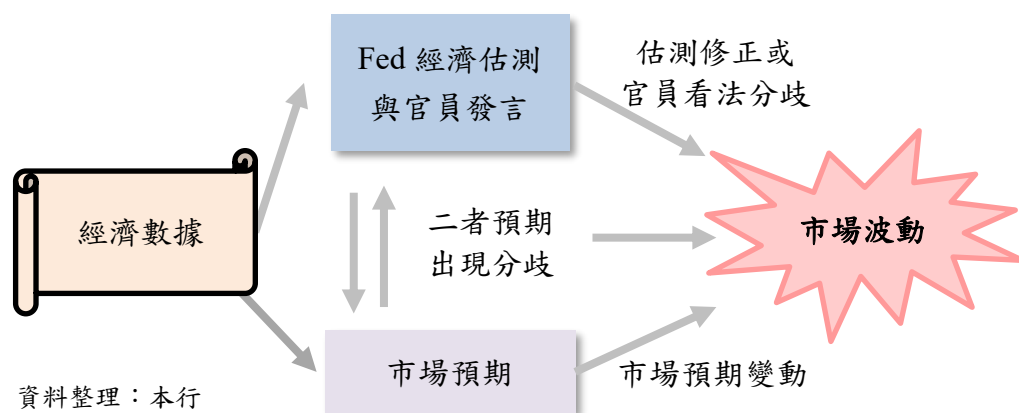 Fed 經濟估測
與官員發言
估測修正或
官員看法分歧
經濟數據
二者預期
出現分歧
市場波動
市場預期
市場預期變動
資料整理：本行